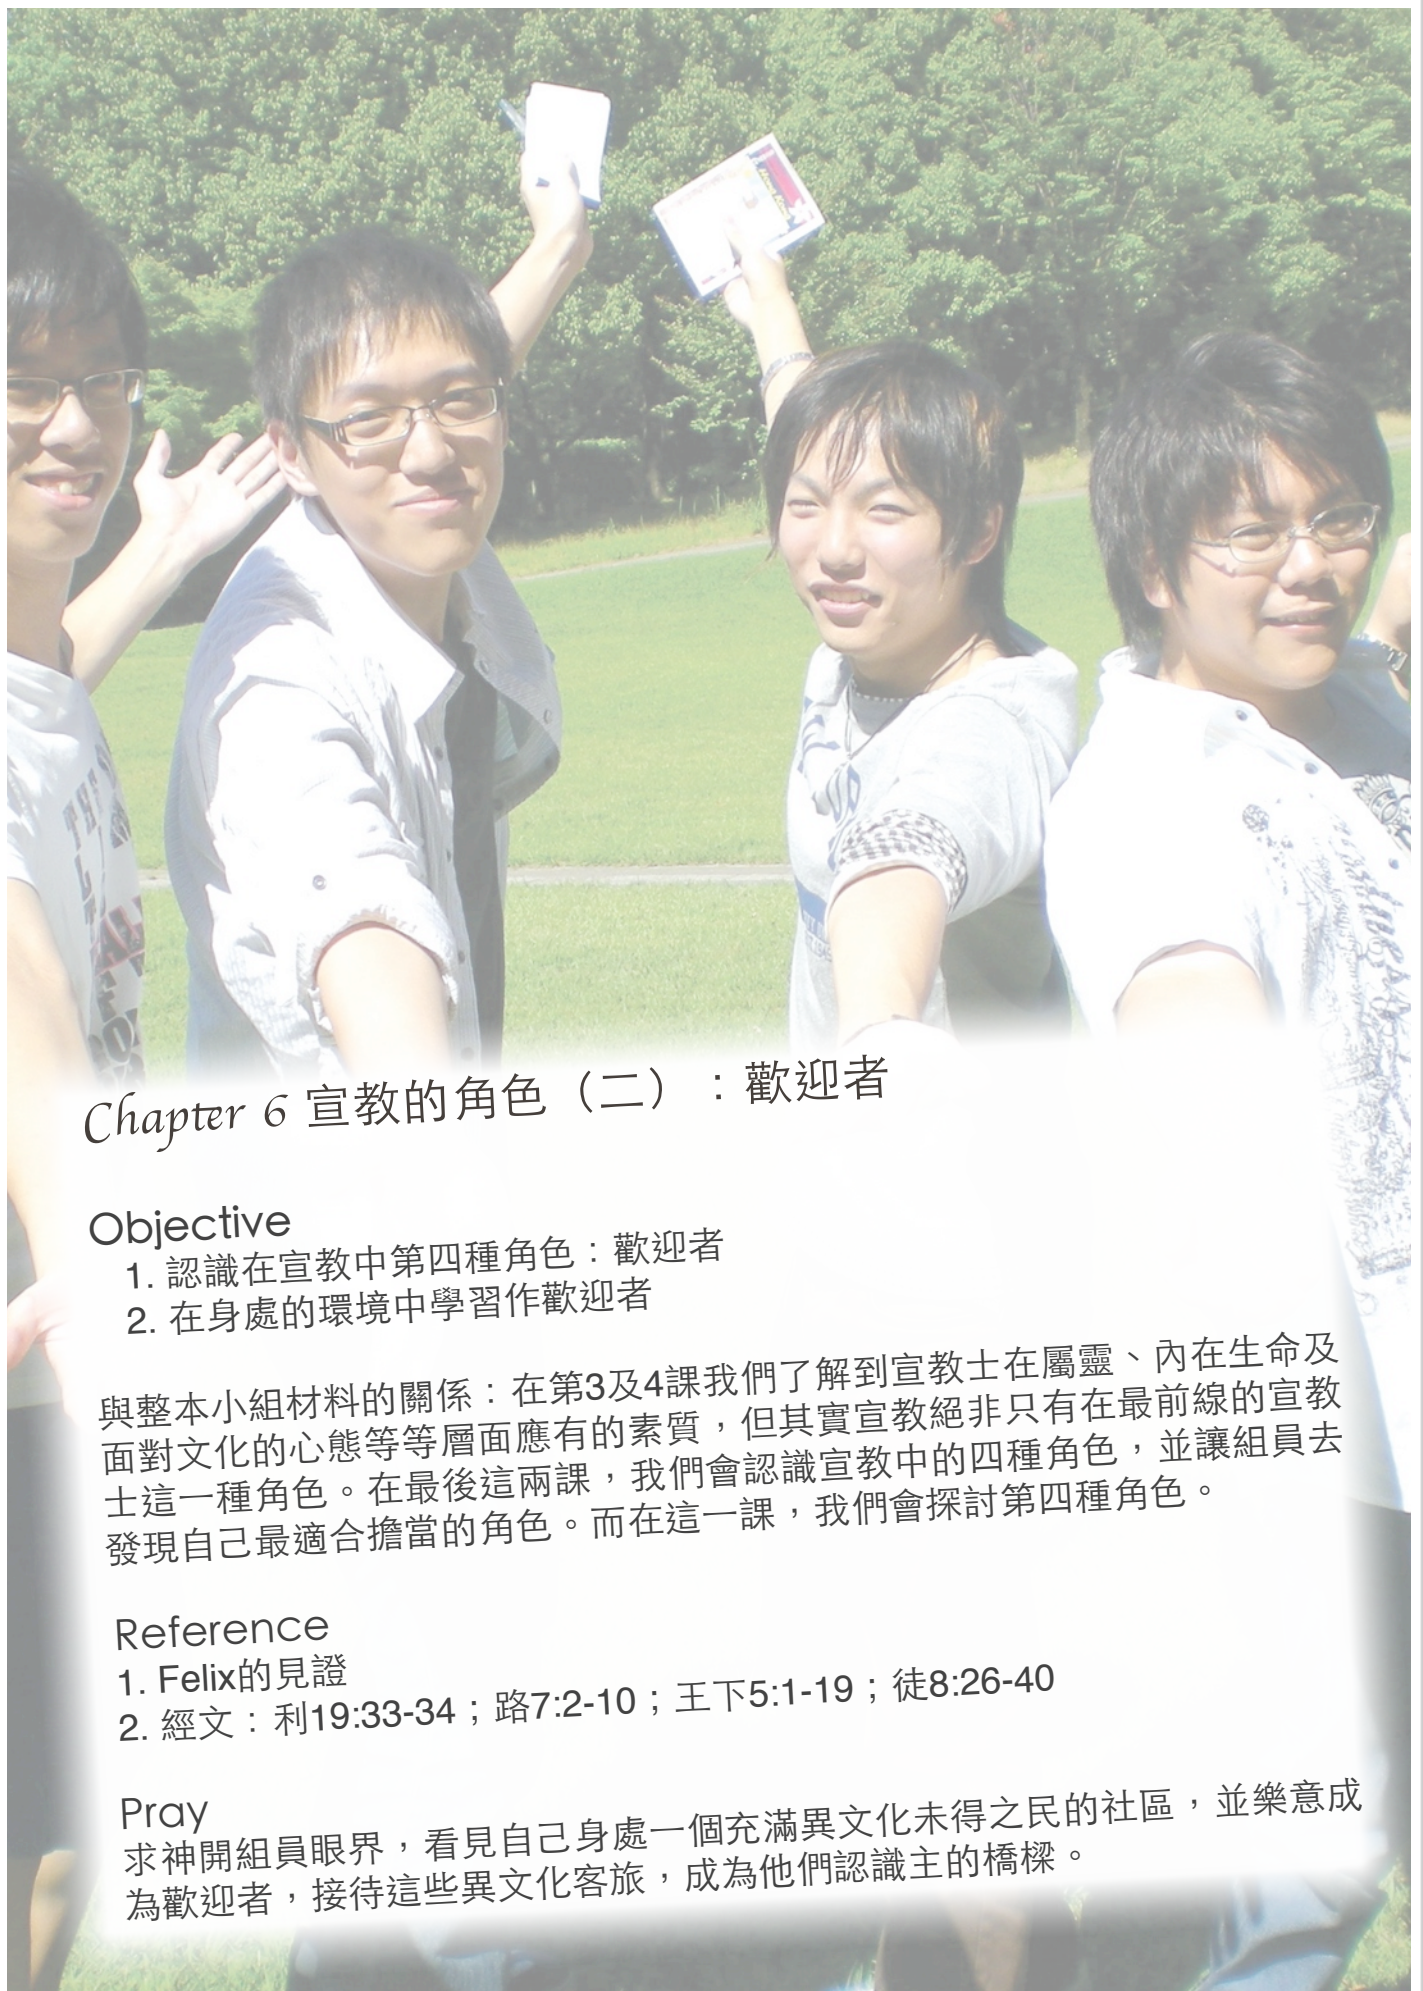 Chapter 6 宣教的角色（二）：歡迎者
Objective
1. 認識在宣教中第四種角色：歡迎者
2. 在身處的環境中學習作歡迎者
與整本小組材料的關係：在第3及4課我們了解到宣教士在屬靈、內在生命及
面對文化的心態等等層面應有的素質，但其實宣教絕非只有在最前線的宣教
士這一種角色。在最後這兩課，我們會認識宣教中的四種角色，並讓組員去
發現自己最適合擔當的角色。而在這一課，我們會探討第四種角色。
Reference
1. Felix的見證
2. 經文：利19:33-34；路7:2-10；王下5:1-19；徒8:26-40
Pray
求神開組員眼界，看見自己身處一個充滿異文化未得之民的社區，並樂意成
為歡迎者，接待這些異文化客旅，成為他們認識主的橋樑。